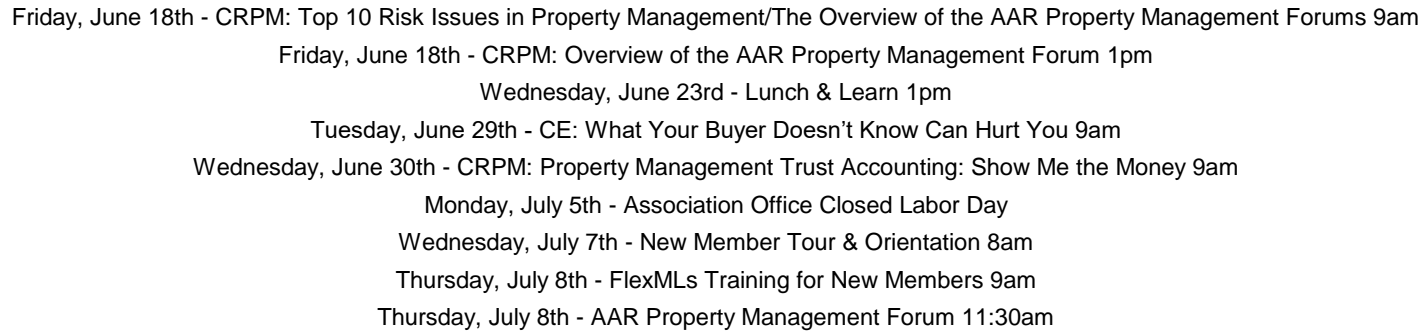 Friday, June 18th - CRPM: Top 10 Risk Issues in Property Management/The Overview of the AAR Property Management Forums 9am
Friday, June 18th - CRPM: Overview of the AAR Property Management Forum 1pm
Wednesday, June 23rd - Lunch & Learn 1pm
Tuesday, June 29th - CE: What Your Buyer Doesn’t Know Can Hurt You 9am
Wednesday, June 30th - CRPM: Property Management Trust Accounting: Show Me the Money 9am
Monday, July 5th - Association Office Closed Labor Day
Wednesday, July 7th - New Member Tour & Orientation 8am
Thursday, July 8th - FlexMLs Training for New Members 9am
Thursday, July 8th - AAR Property Management Forum 11:30am